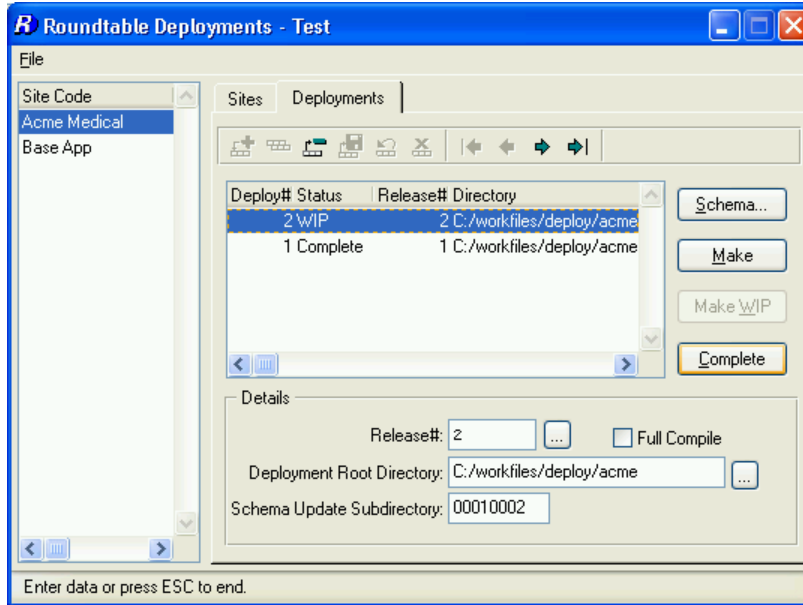 R Roundtable Deployments - Test
File
Site Code
Acme Medical
Base App
Sites Deployments
Deploy# Status Release# Directory
2 WIP 2 C:/workfiles/deploy/acme
1 Complete 1 C:/workfiles/deploy/acme
Schema...
Make
Make WIP
Complete
Details
Release#: 2 ... Full Compile
Deployment Root Directory: C:/workfiles/deploy/acme ...
Schema Update Subdirectory: 00010002
Enter data or press ESC to end.